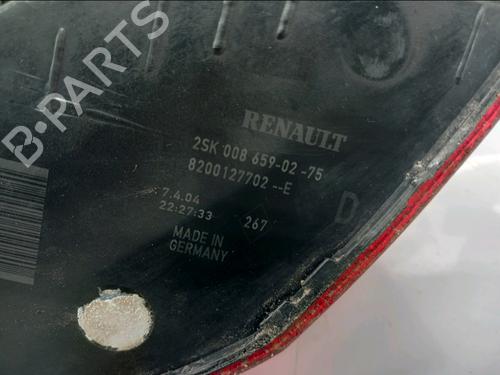 B-PARTS
RENAULT
2SK 008 659-02-75
8200127702--E
7.4.04
22:27:33
267
D
MADE IN
GERMANY